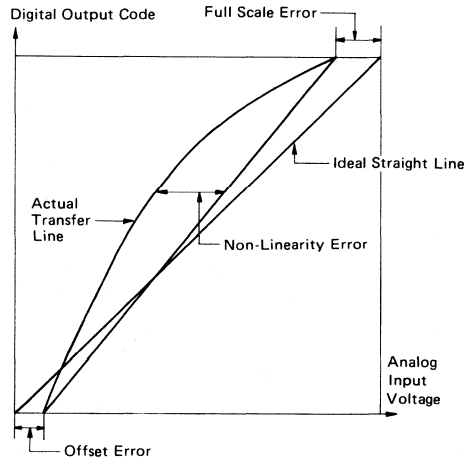 Digital Output Code
Full Scale Error
Ideal Straight Line
Actual
Transfer
Line
Non-Linearity Error
Analog
Input
Voltage
Offset Error